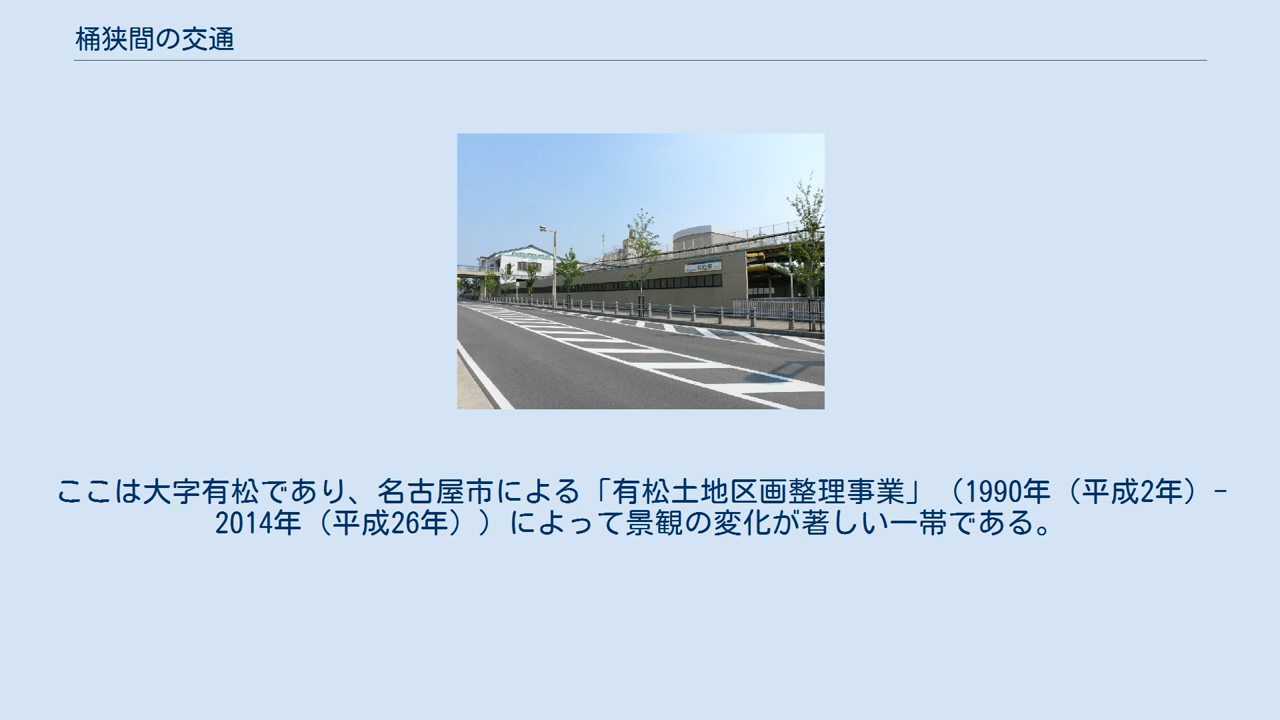 桶狭間の交通
ここは大字有松であり、名古屋市による「有松土地区画整理事業」（1990年（平成2年）-
2014年（平成26年））によって景観の変化が著しい一帯である。